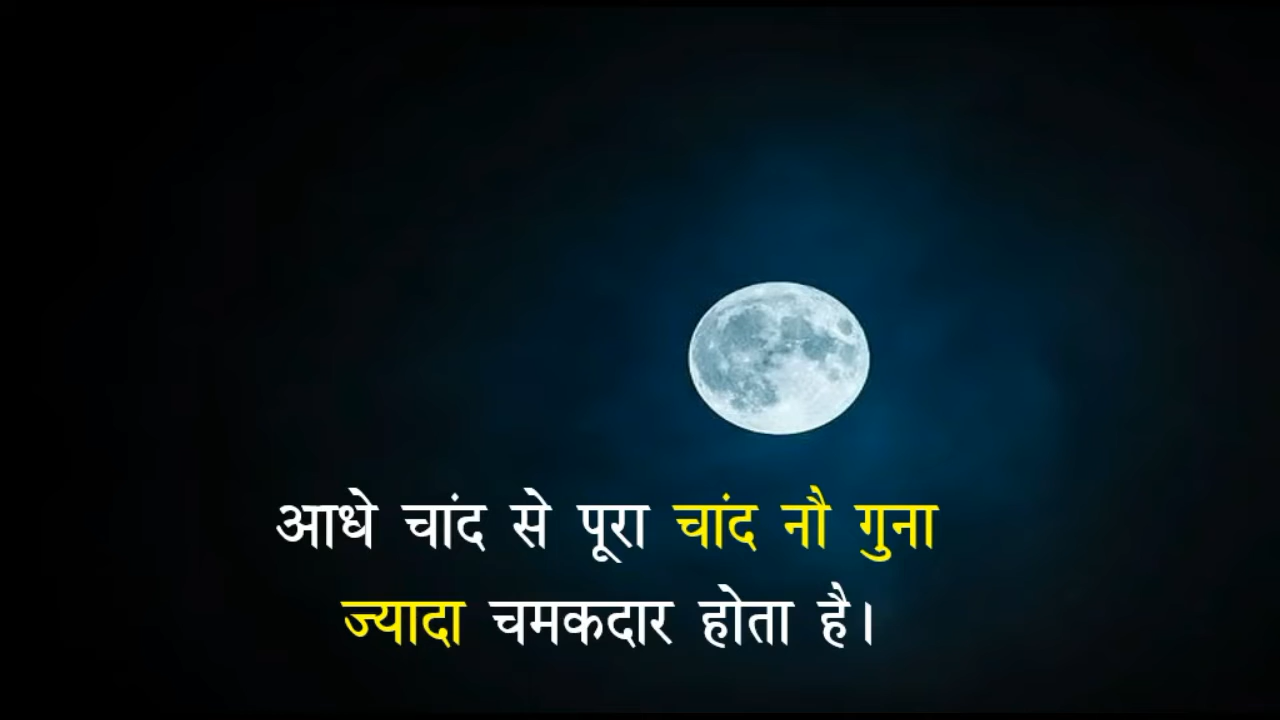 आधे चांद से पूरा चांद नौ गुना
ज्यादा चमकदार होता है।